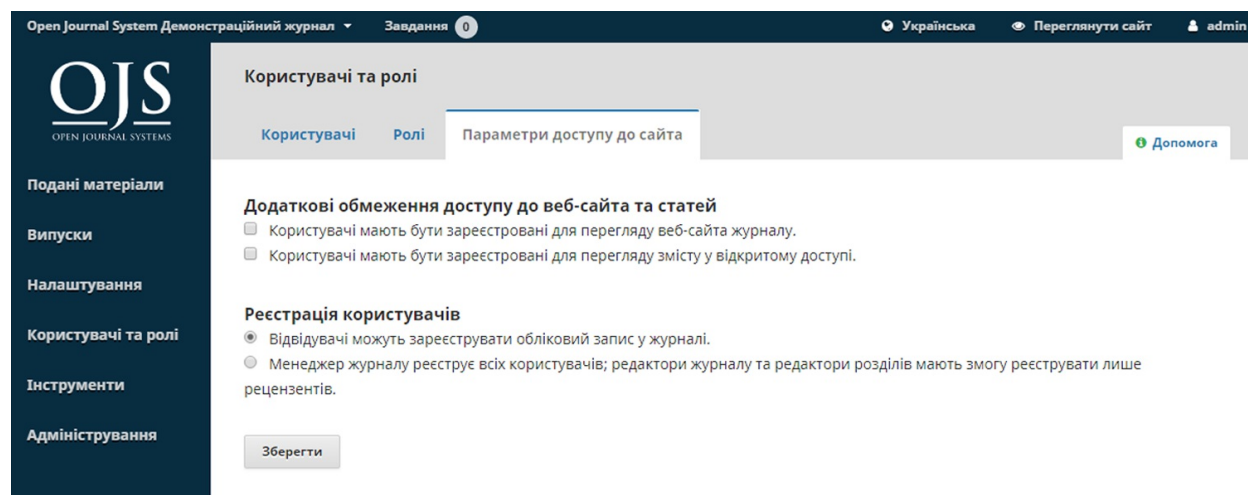 Open Journal System Демонстраційний журнал Завдання 0 Українська Переглянути сайт admin
OJS
OPEN JOURNAL SYSTEMS
Користувачі та ролі
Користувачі Ролі Параметри доступу до сайта
Допомога
Подані матеріали
Випуски
Налаштування
Користувачі та ролі
Інструменти
Адміністрування
Додаткові обмеження доступу до веб-сайта та статей
Користувачі мають бути зареєстровані для перегляду веб-сайта журналу.
Користувачі мають бути зареєстровані для перегляду змісту у відкритому доступі.
Реєстрація користувачів
Відвідувачі можуть зареєструвати обліковий запис у журналі.
Менеджер журналу реєструє всіх користувачів; редактори журналу та редактори розділів мають змогу реєструвати лише
рецензентів.
Зберегти